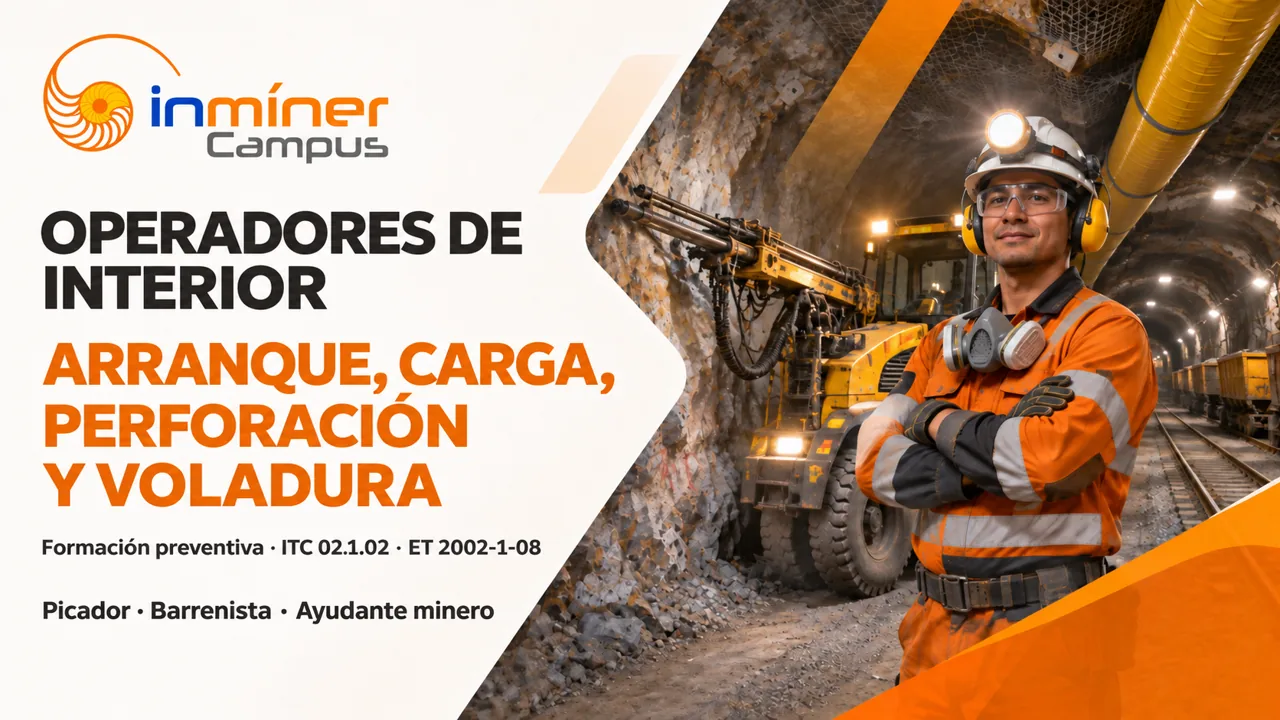 inmíner
Campus
OPERADORES DE
INTERIOR
ARRANQUE, CARGA,
PERFORACIÓN
Y VOLADURA
Formación preventiva · ITC 02.1.02 · ET 2002-1-08
Picador · Barrenista · Ayudante minero